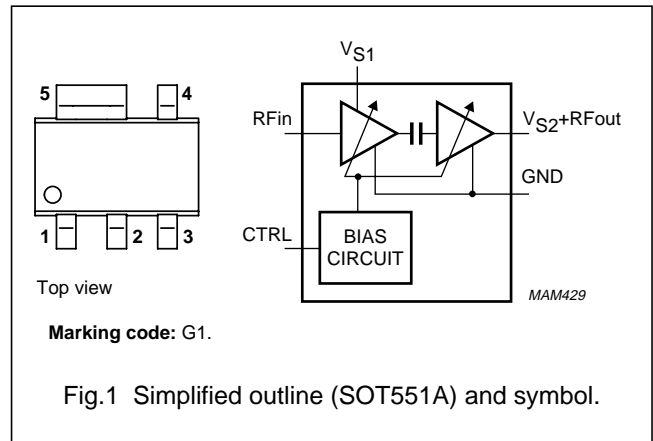 5
4
1
2
3
Top view
Marking code: G1.
VS1
RFin
VS2+RFout
GND
CTRL
BIAS
CIRCUIT
MAM429
Fig.1 Simplified outline (SOT551A) and symbol.